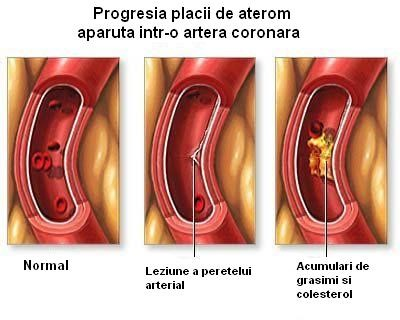 Progresia placii de aterom
aparuta intr-o artera coronara
Normal
Leziune a peretelui
arterial
Acumulari de
grasimi si
colesterol